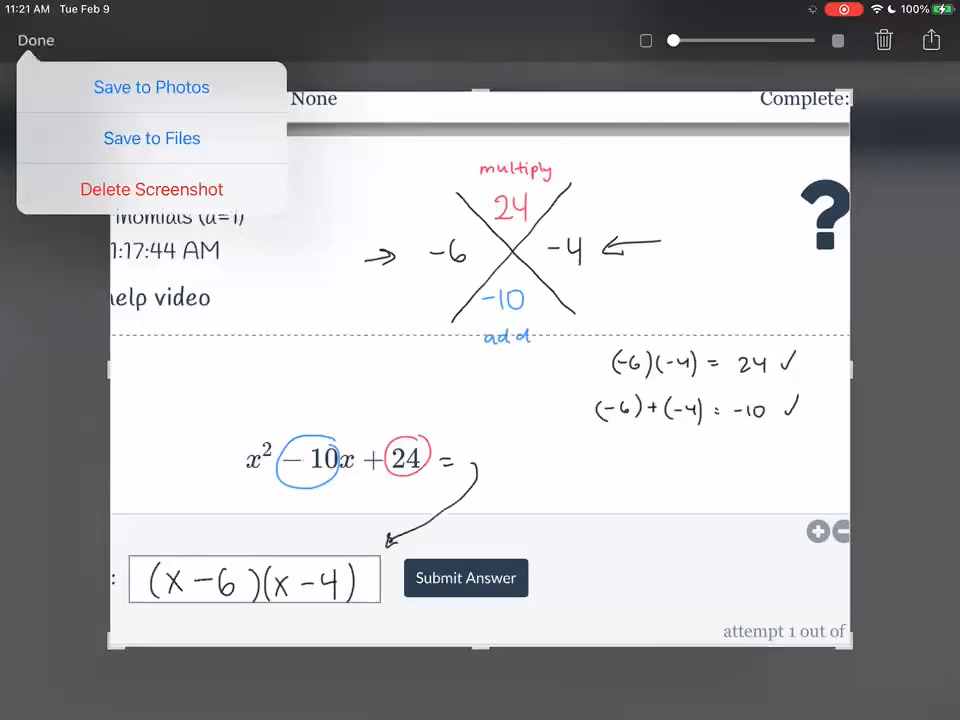 11:21 AM Tue Feb 9
100%
Done
Save to Photos
Save to Files
Delete Screenshot
None
Complete:
multiply
24
-6
-4
-10
add
nomials (a=1)
1:17:44 AM
help video
?
(-6)(-4) = 24 ✓
(-6)+(-4) = -10 ✓
x² − 10x + 24 =
: (x-6)(x-4)
Submit Answer
attempt 1 out of